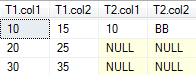 T1.col1 T1.col2 T2.col1 T2.col2
10 15 10 BB
20 25 NULL NULL
30 35 NULL NULL